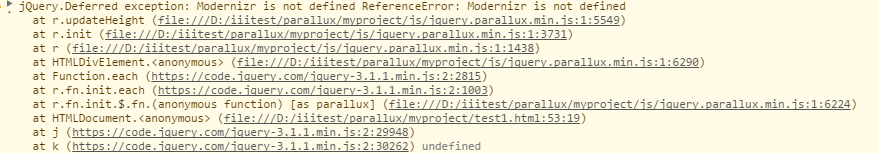 jQuery.Deferred exception: Modernizr is not defined ReferenceError: Modernizr is not defined
at r.updateHeight (file:///D:/iiitest/parallux/myproject/js/jquery.parallux.min.js:1:5549)
at r.init (file:///D:/iiitest/parallux/myproject/js/jquery.parallux.min.js:1:3731)
at r (file:///D:/iiitest/parallux/myproject/js/jquery.parallux.min.js:1:1438)
at HTMLDivElement.<anonymous> (file:///D:/iiitest/parallux/myproject/js/jquery.parallux.min.js:1:6290)
at Function.each (https://code.jquery.com/jquery-3.1.1.min.js:2:2815)
at r.fn.init.each (https://code.jquery.com/jquery-3.1.1.min.js:2:1003)
at r.fn.init.$.fn.(anonymous function) [as parallux] (file:///D:/iiitest/parallux/myproject/js/jquery.parallux.min.js:1:6224)
at HTMLDocument.<anonymous> (file:///D:/iiitest/parallux/myproject/test1.html:53:19)
at j (https://code.jquery.com/jquery-3.1.1.min.js:2:29948)
at k (https://code.jquery.com/jquery-3.1.1.min.js:2:30262) undefined